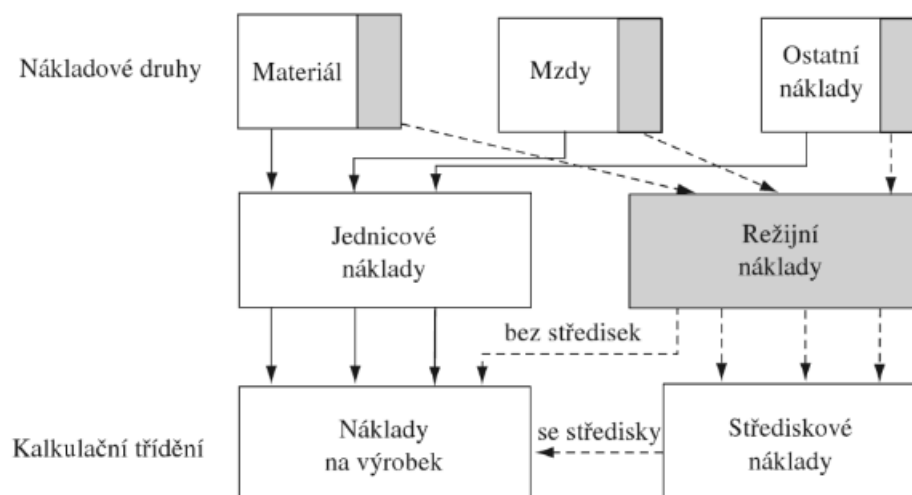 Nákladové druhy
Materiál
Mzdy
Ostatní
náklady
Jednicové
náklady
Režijní
náklady
bez středisek
Kalkulační třídění
Náklady
na výrobek
se středisky
Střediskové
náklady